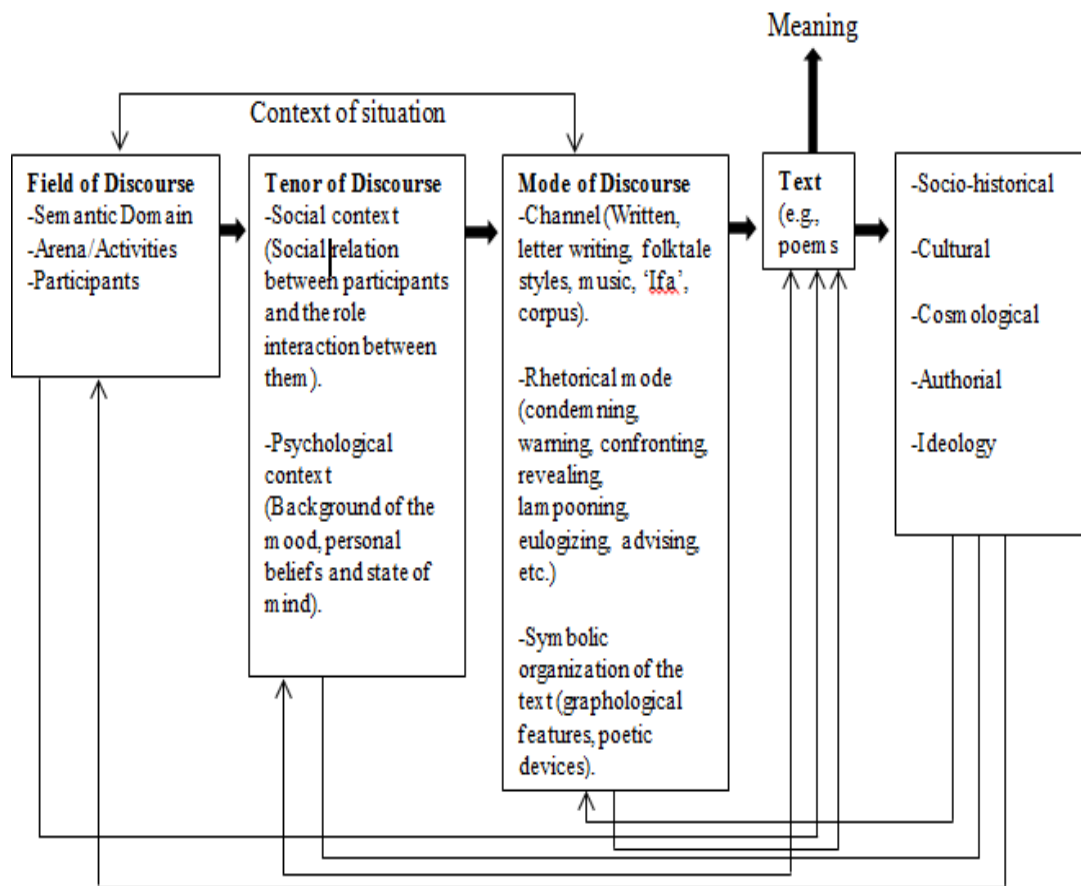 Meaning
Context of situation
Field of Discourse
-Semantic Domain
-Arena/Activities
-Participants
Tenor of Discourse
-Social context
(Social relation
between participants
and the role
interaction between
them).
-Psychological
context
(Background of the
mood, personal
beliefs and state of
mind).
Mode of Discourse
-Channel (Written,
letter writing, folktale
styles, music, ‘Ifa’,
corpus).
-Rhetorical mode
(condemning,
warning, confronting,
revealing,
lampooning,
eulogizing, advising,
etc.)
-Symbolic
organization of the
text (graphological
features, poetic
devices).
Text
(e.g.,
poems
-Socio-historical
-Cultural
-Cosmological
-Authorial
-Ideology